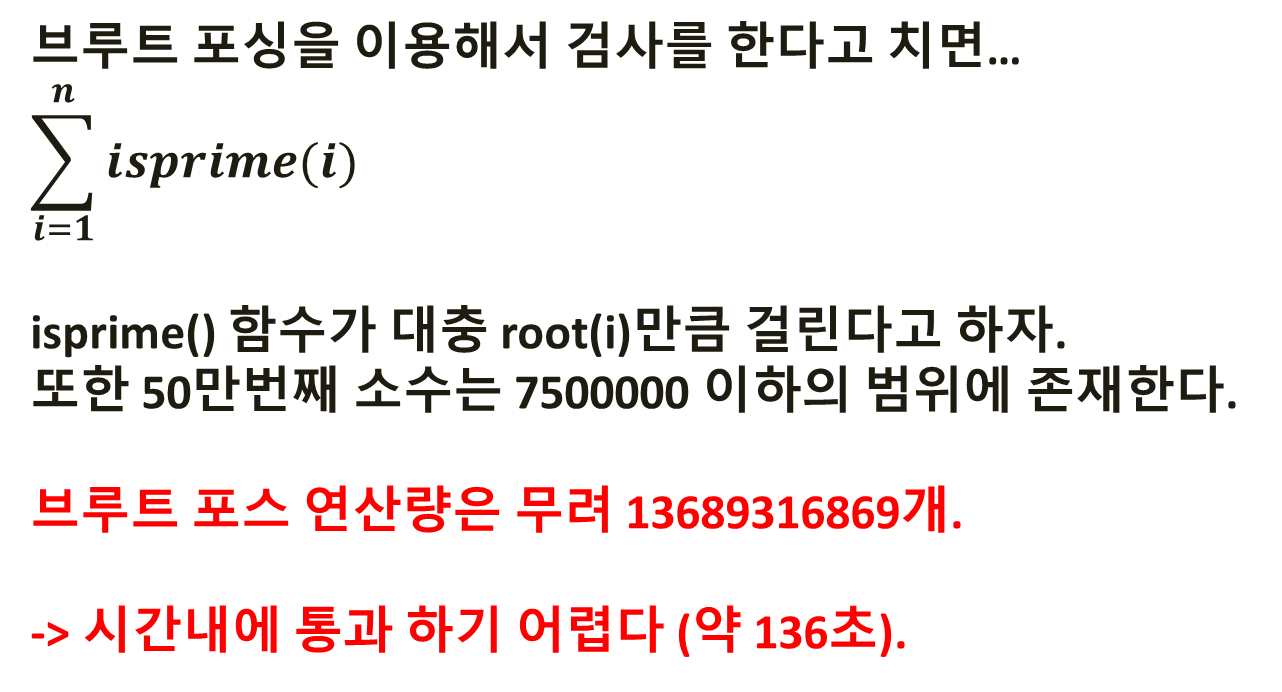 브루트 포싱을 이용해서 검사를 한다고 치면...
n
∑ isprime(i)
i=1
isprime() 함수가 대충 root(i)만큼 걸린다고 하자.
또한 50만번째 소수는 7500000 이하의 범위에 존재한다.
브루트 포스 연산량은 무려 13689316869개.
-> 시간내에 통과 하기 어렵다 (약 136초).